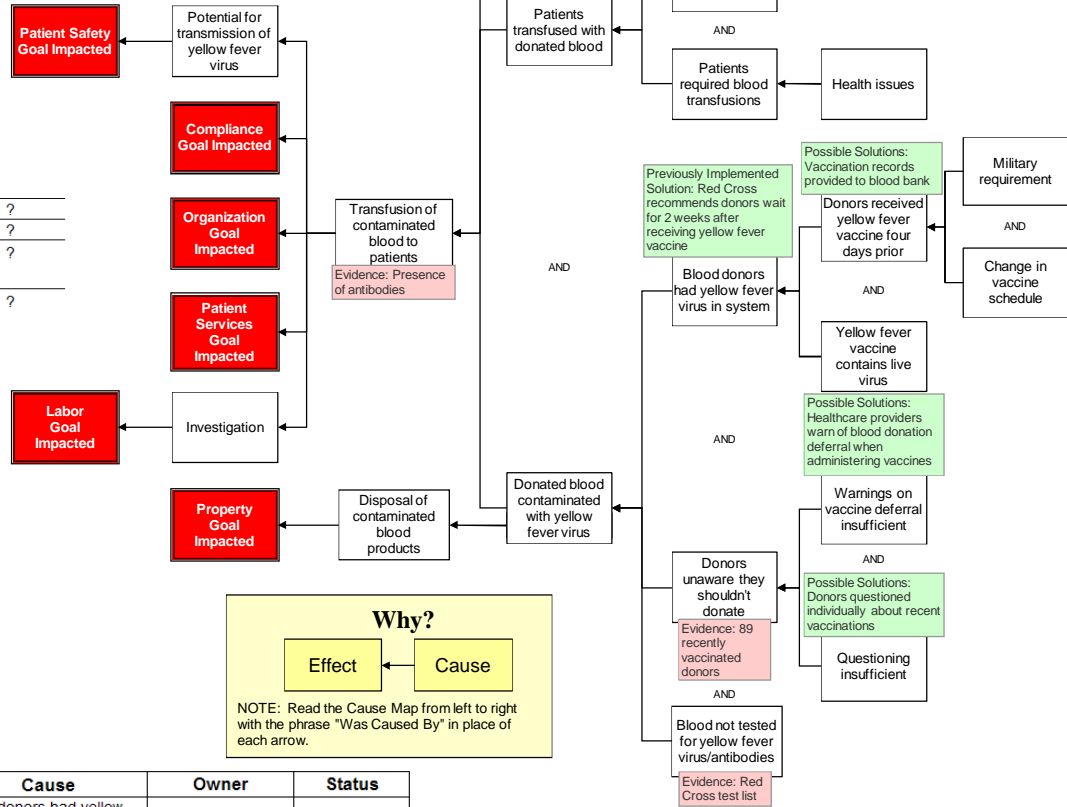 Patient Safety
Goal Impacted
Potential for
transmission of
yellow fever
virus
Patients
transfused with
donated blood
AND
Patients
required blood
transfusions
Health issues
Compliance
Goal Impacted
Organization
Goal
Impacted
Patient
Services
Goal
Impacted
Labor
Goal
Impacted
Investigation
Property
Goal
Impacted
Disposal of
contaminated
blood
products
?
?
?
?
Transfusion of
contaminated
blood to
patients
Evidence: Presence
of antibodies
AND
Donated blood
contaminated
with yellow
fever virus
Previously Implemented
Solution: Red Cross
recommends donors wait
for 2 weeks after
receiving yellow fever
vaccine
Blood donors
had yellow fever
virus in system
Possible Solutions:
Vaccination records
provided to blood bank
Donors received
yellow fever
vaccine four
days prior
Military
requirement
AND
Change in
vaccine
schedule
AND
Yellow fever
vaccine
contains live
virus
AND
Possible Solutions:
Healthcare providers
warn of blood donation
deferral when
administering vaccines
Warnings on
vaccine deferral
insufficient
AND
Donors
unaware they
shouldn't
donate
Evidence: 89
recently
vaccinated
donors
Possible Solutions:
Donors questioned
individually about recent
vaccinations
Questioning
insufficient
AND
Blood not tested
for yellow fever
virus/antibodies
Evidence: Red
Cross test list
Why?
Effect
Cause
NOTE: Read the Cause Map from left to right
with the phrase "Was Caused By" in place of
each arrow.
Cause Owner Status
donors had yellow